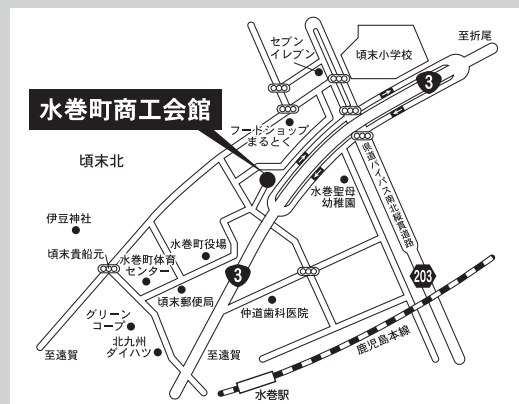 セブン
イレブン
頃末小学校
至折尾
3
水巻町商工会館
フードショップ
まるとく
頃末北
水巻聖母
幼稚園
県道バイパス南北縦貫道路
伊豆神社
水巻町役場
頃末貴船元
水巻町体育
センター
3
203
頃末郵便局
仲道歯科医院
グリーン
コープ
北九州
ダイハツ
至遠賀
至遠賀
鹿児島本線
水巻駅